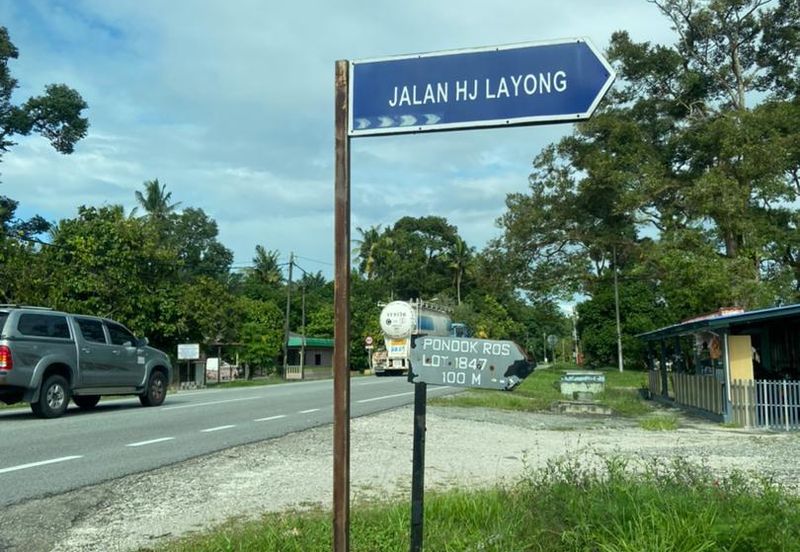 JALAN HJ LAYONG
PONDOK ROS
LOT 1847
100 M